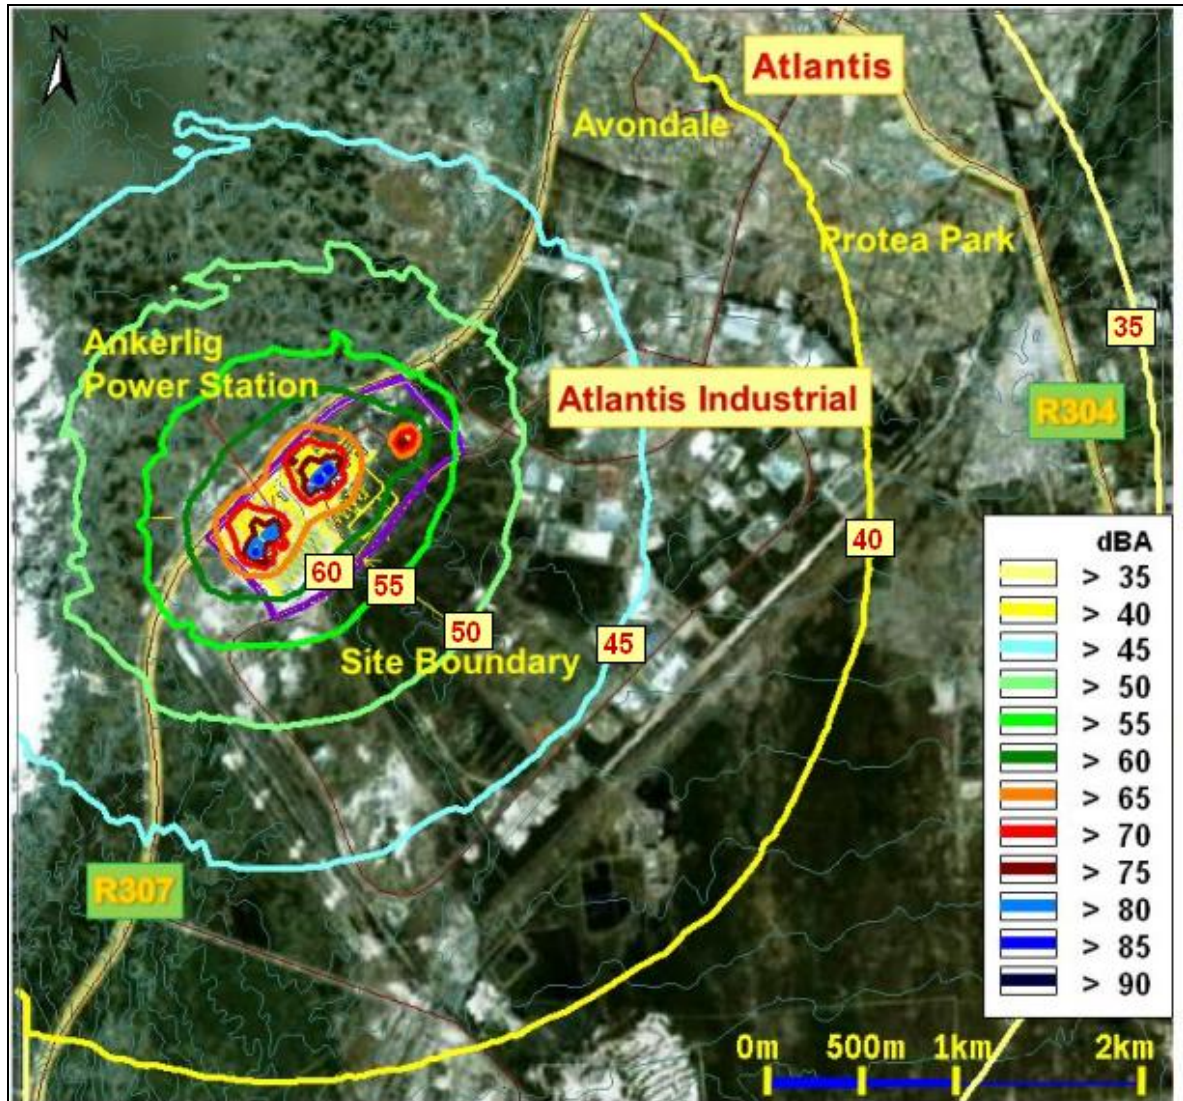 N
Atlantis
Avondale
Protea Park
35
Ankerlig
Power Station
Atlantis Industrial
R304
40
60
55
50
45
Site Boundary
R307
dBA
> 35
> 40
> 45
> 50
> 55
> 60
> 65
> 70
> 75
> 80
> 85
> 90
0m 500m 1km 2km